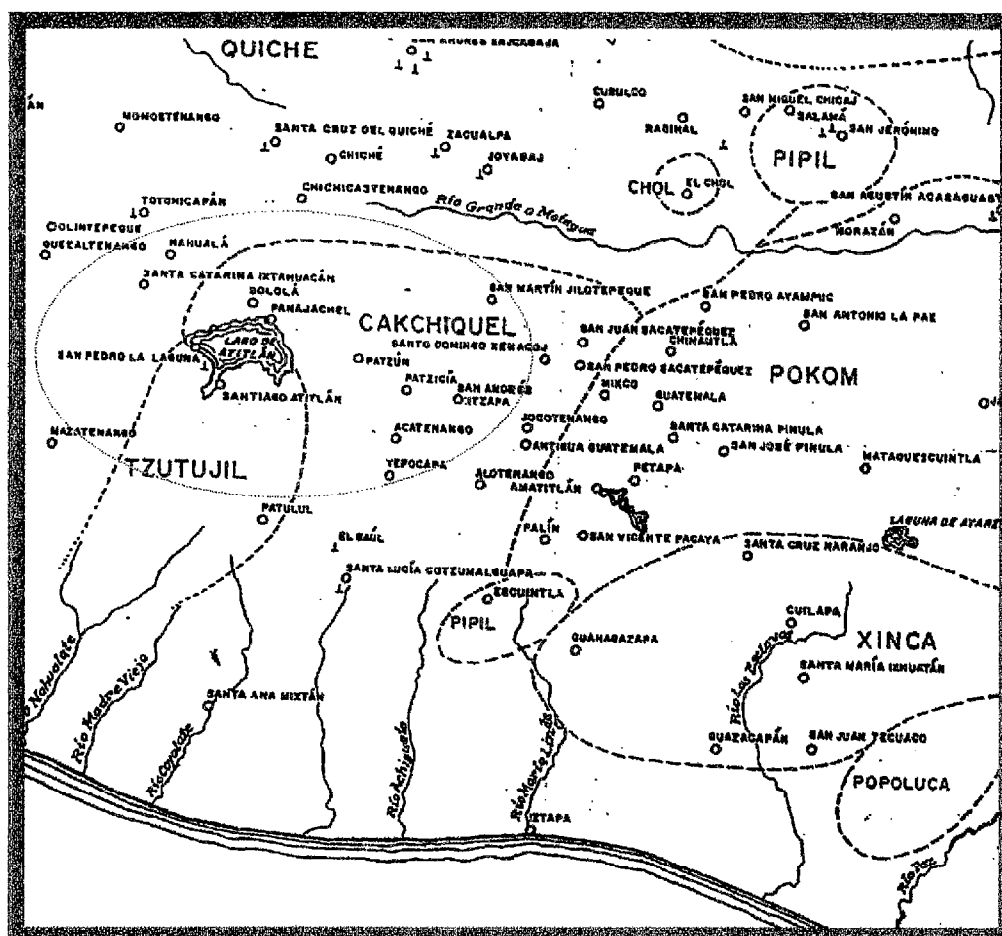 QUICHE
SAN ANDRES SAJCABAJA
CUBULCO
SAN MIGUEL CHICAJ
SALAMÁ
SAN JERÓNIMO
MOMOSTENANGO
SANTA CRUZ DEL QUICHÉ
ZACUALPA
RABINAL
CHICHÉ
JOYABAJ
PIPIL
CHOL
EL CHOL
CHICHICASTENANGO
SAN AGUSTÍN ACASAGUAST
TOTONICAPÁN
Río Grande o Motagua
MORAZÁN
OLINTEPEQUE
QUEZALTENANGO
NAHUALÁ
SANTA CATARINA IXTAHUACÁN
SOLOLÁ
PANAJACHEL
SAN MARTÍN JILOTEPEQUE
SAN PEDRO AYAMPUC
SAN ANTONIO LA PAZ
CAKCHIQUEL
SAN JUAN SACATEPÉQUEZ
CHINAUTLA
LAGO DE
ATITLÁN
SANTO DOMINGO XENACOJ
SAN PEDRO LA LAGUNA
PATZÚN
SAN PEDRO SACATEPÉQUEZ
POKOM
PATZICÍA
SAN ANDRÉS
ITZAPA
MIXCO
GUATEMALA
SANTIAGO ATITLÁN
MAZATENANGO
ACATENANGO
JOCOTENANGO
SANTA CATARINA PINULA
ANTIGUA GUATEMALA
SAN JOSÉ PINULA
MATAQUESCUINTLA
TZUTUJIL
YEPOCAPA
ALOTENANGO
PETAPA
AMATITLÁN
PATULUL
EL BAÚL
PALÍN
SAN VICENTE PACAYA
LAGUNA DE AYARZ
SANTA CRUZ NARANJO
SANTA LUCÍA COTZUMALGUAPA
ESCUINTLA
PIPIL
CUILAPA
GUANAGAZAPA
XINCA
SANTA MARÍA IXHUATÁN
Río Los Esclavos
Río Nahualate
Río Madre Vieja
SANTA ANA MIXTÁN
Río Coyolate
Río Achiguate
Río María Linda
GUAZACAPÁN
SAN JUAN TECUACO
POPOLUCA
IZTAPA
Río Paz